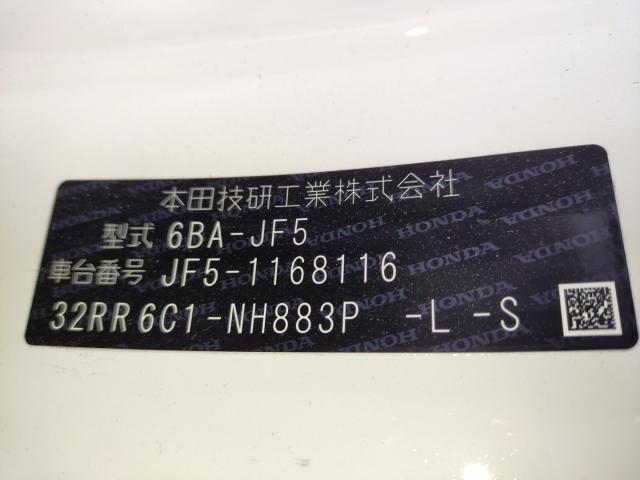 本田技研工業株式会社
型式 6BA-JF5
車台番号 JF5-1168116
32RR6C1-NH883P -L-S